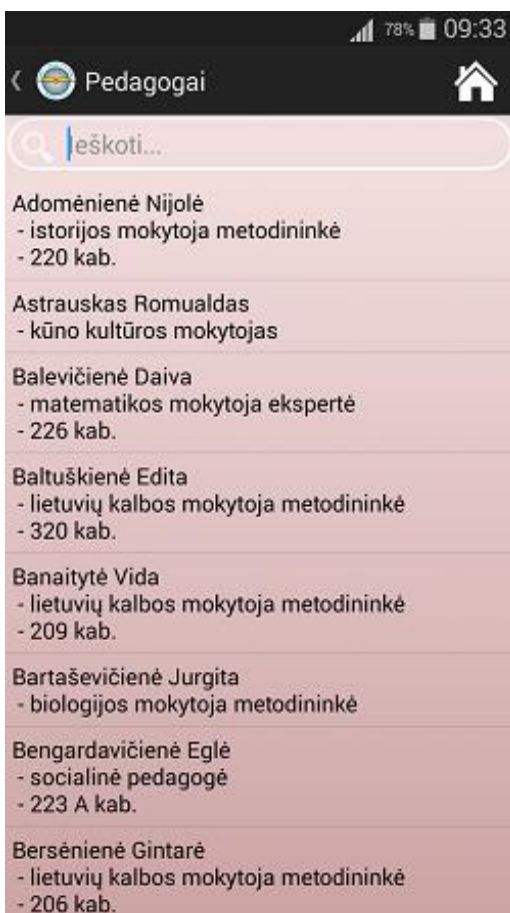 78% 09:33
Pedagogai
Ieškoti...
Adomėnienė Nijolė
- istorijos mokytoja metodininkė
- 220 kab.
Astrauskas Romualdas
- kūno kultūros mokytojas
Balevičienė Daiva
- matematikos mokytoja ekspertė
- 226 kab.
Baltuškienė Edita
- lietuvių kalbos mokytoja metodininkė
- 320 kab.
Banaitytė Vida
- lietuvių kalbos mokytoja metodininkė
- 209 kab.
Bartaševičienė Jurgita
- biologijos mokytoja metodininkė
Bengardavičienė Eglė
- socialinė pedagogė
- 223 A kab.
Bersėnienė Gintarė
- lietuvių kalbos mokytoja metodininkė
- 206 kab.